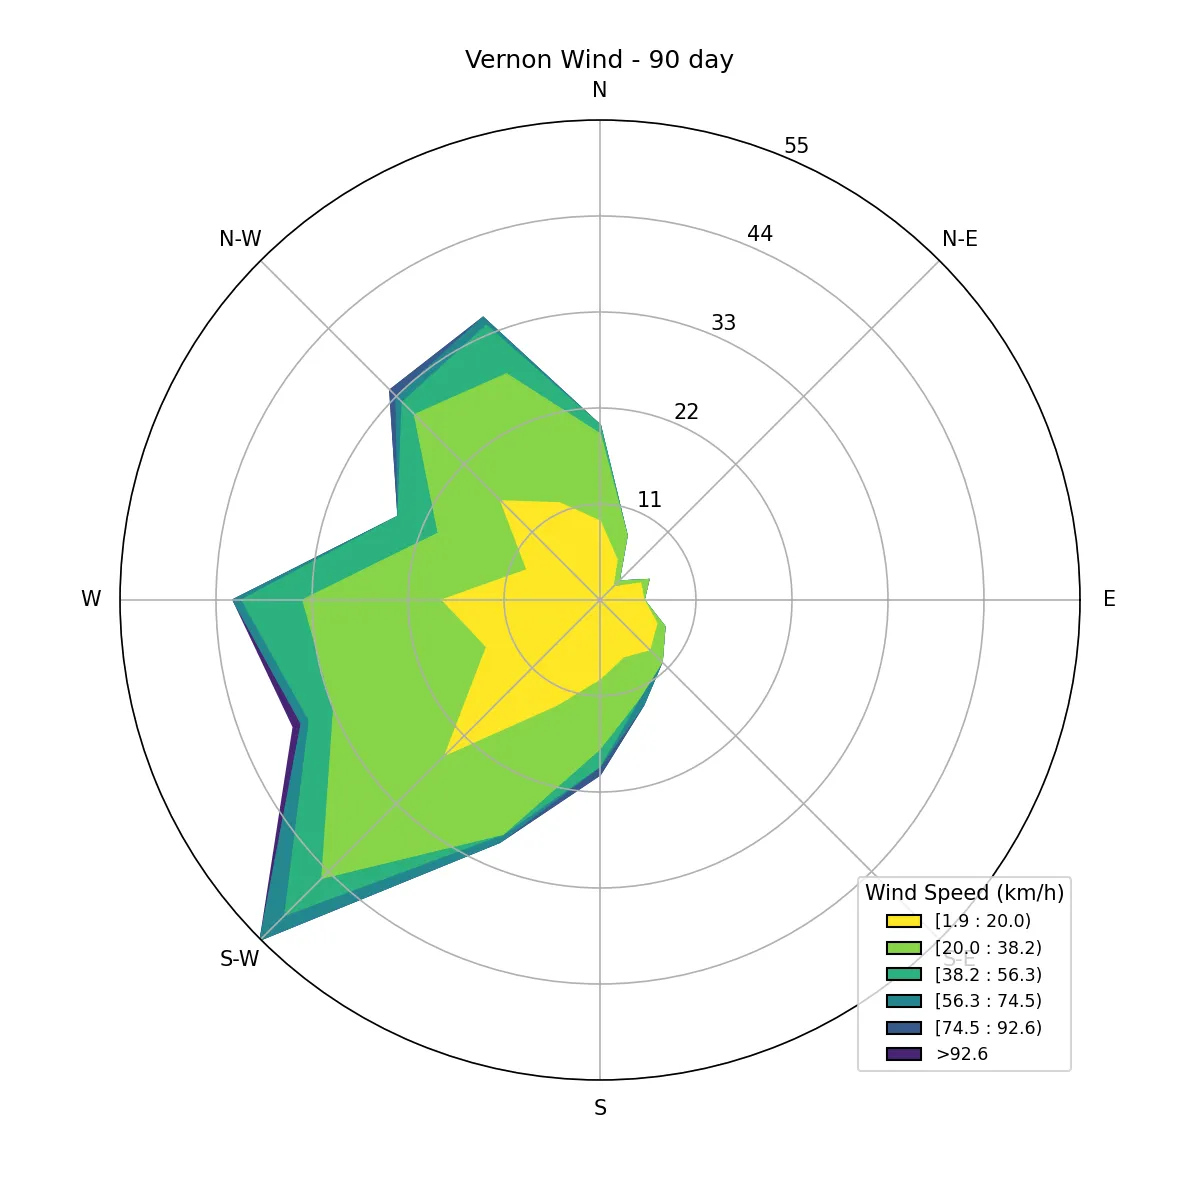 Vernon Wind - 90 day
N
55
N-W
N-E
44
33
22
11
W
E
S-W
S-E
S
Wind Speed (km/h)
[1.9 : 20.0)
[20.0 : 38.2)
[38.2 : 56.3)
[56.3 : 74.5)
[74.5 : 92.6)
>92.6